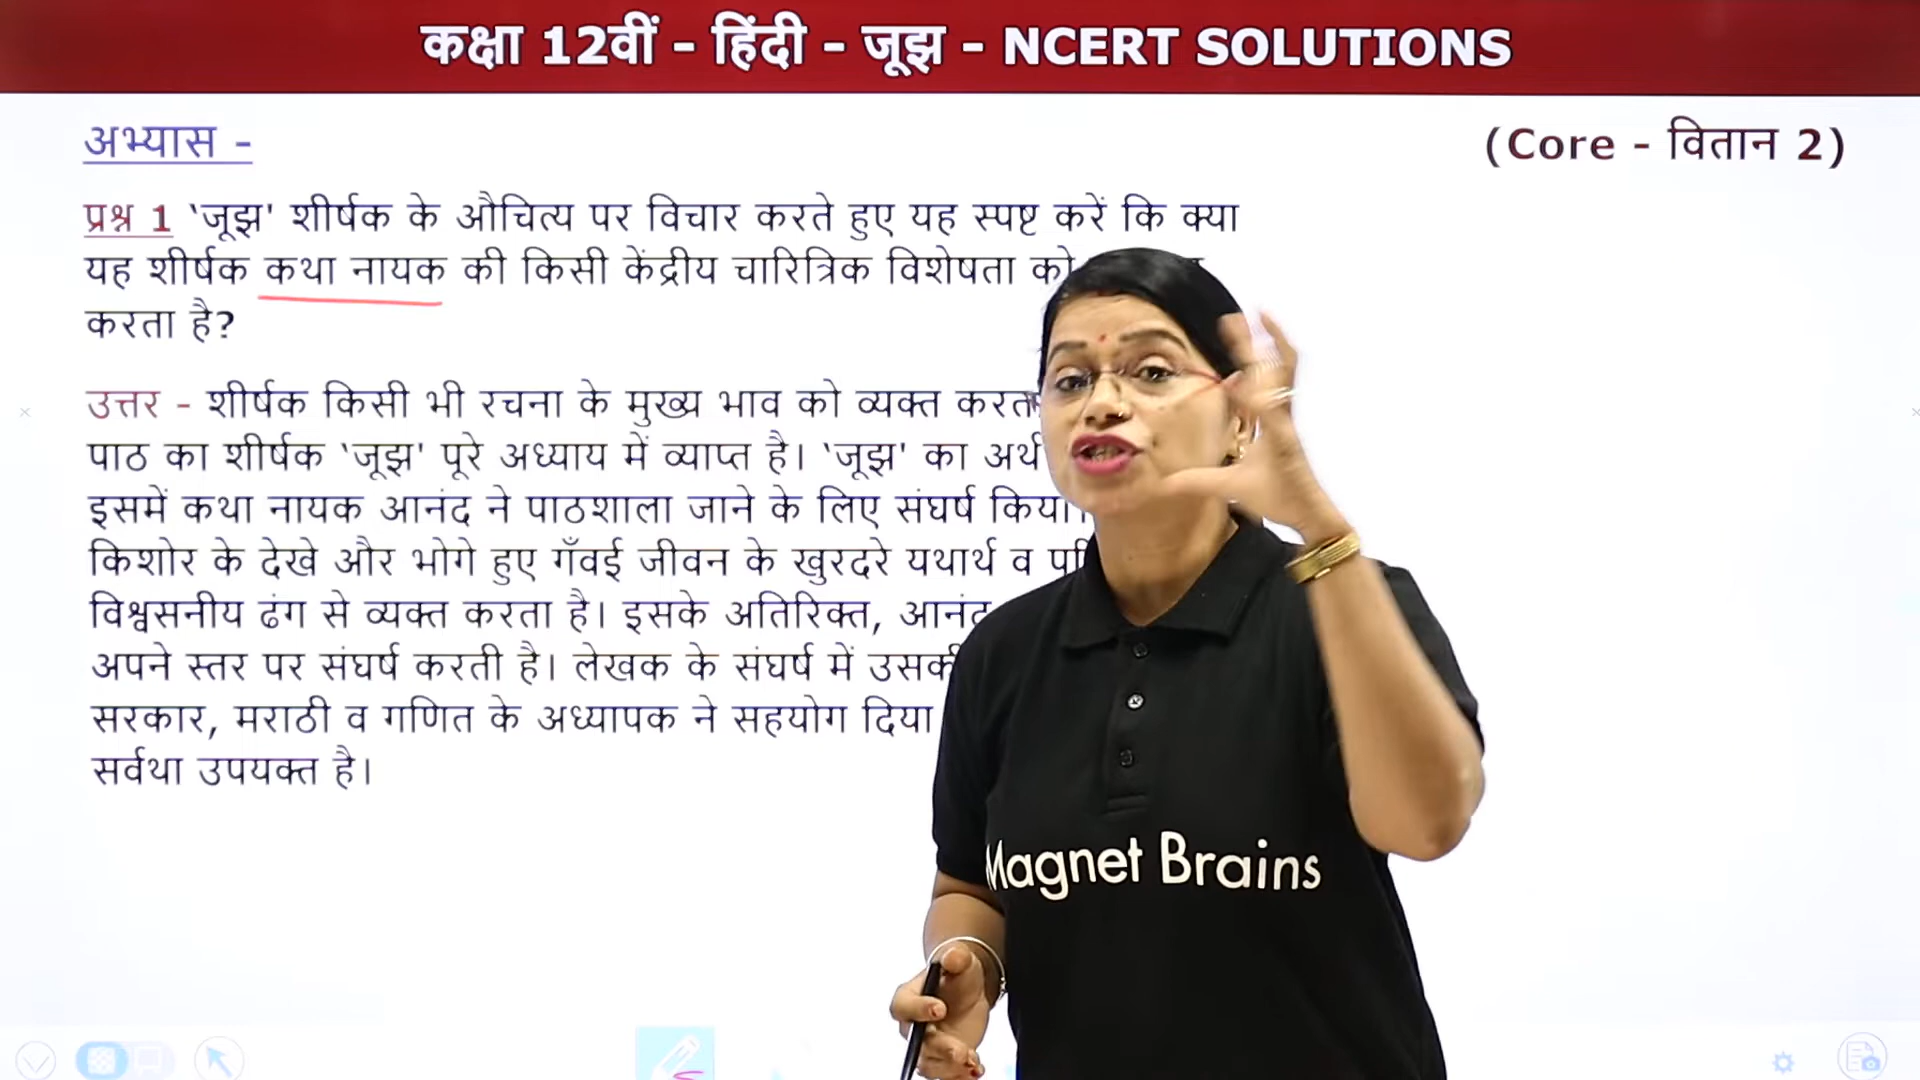 कक्षा 12वीं - हिंदी - जूझ - NCERT SOLUTIONS
अभ्यास -
(Core - वितान 2)
प्रश्न 1 'जूझ' शीर्षक के औचित्य पर विचार करते हुए यह स्पष्ट करें कि क्या
यह शीर्षक कथा नायक की किसी केंद्रीय चारित्रिक विशेषता को
करता है?
उत्तर - शीर्षक किसी भी रचना के मुख्य भाव को व्यक्त
पाठ का शीर्षक 'जूझ' पूरे अध्याय में व्याप्त है। 'जूझ' का अर्थ
इसमें कथा नायक आनंद ने पाठशाला जाने के लिए संघर्ष किया
किशोर के देखे और भोगे हुए गँवई जीवन के खुरदरे यथार्थ व
विश्वसनीय ढंग से व्यक्त करता है। इसके अतिरिक्त, आनंद
अपने स्तर पर संघर्ष करती है। लेखक के संघर्ष में
सरकार, मराठी व गणित के अध्यापक ने सहयोग दिया
सर्वथा उपयक्त है।
Magnet Brains